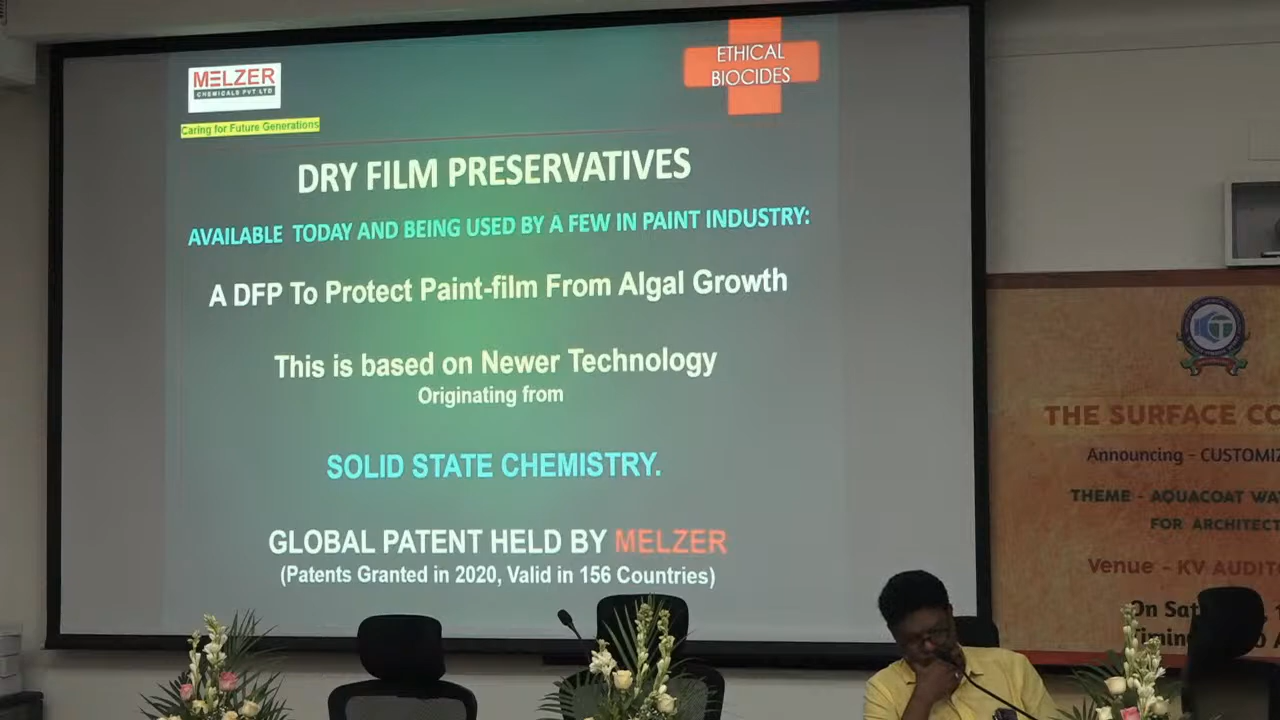 MELZER
CHEMICALS PVT LTD
Caring for Future Generations
ETHICAL
BIOCIDES
DRY FILM PRESERVATIVES
AVAILABLE TODAY AND BEING USED BY A FEW IN PAINT INDUSTRY:
A DFP To Protect Paint-film From Algal Growth
This is based on Newer Technology
Originating from
SOLID STATE CHEMISTRY.
GLOBAL PATENT HELD BY MELZER
(Patents Granted in 2020, Valid in 156 Countries)
THE SURFACE CO
Announcing - CUSTOMIZ
THEME - AQUACOAT WA
FOR ARCHITECT
Venue - KV AUDITO
On Sat